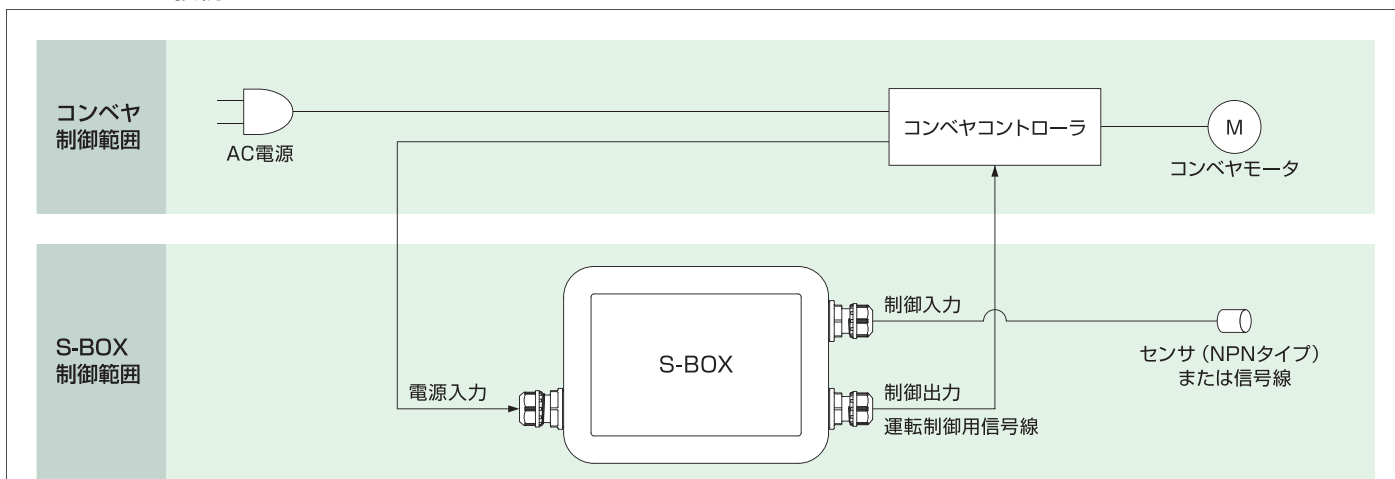 コンベヤ
制御範囲
AC電源
コンベヤコントローラ
M
コンベヤモータ
S-BOX
制御範囲
電源入力
S-BOX
制御入力
センサ（NPNタイプ）
または信号線
制御出力
運転制御用信号線